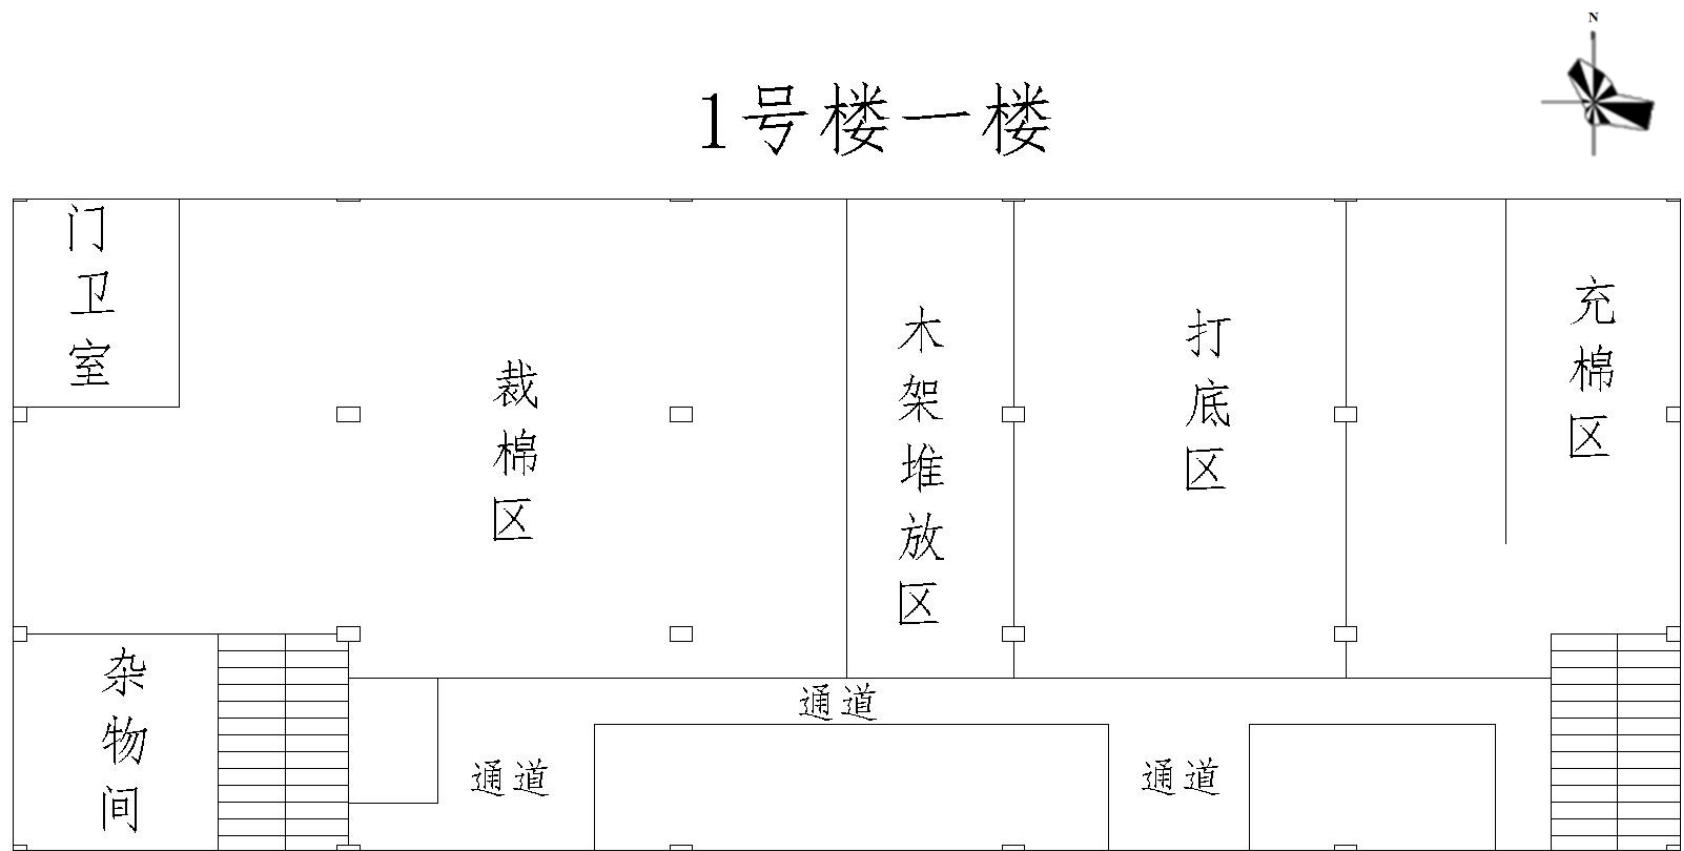 N
1号楼一楼
门卫室
裁棉区
木架堆放区
打底区
充棉区
杂物间
通道
通道
通道